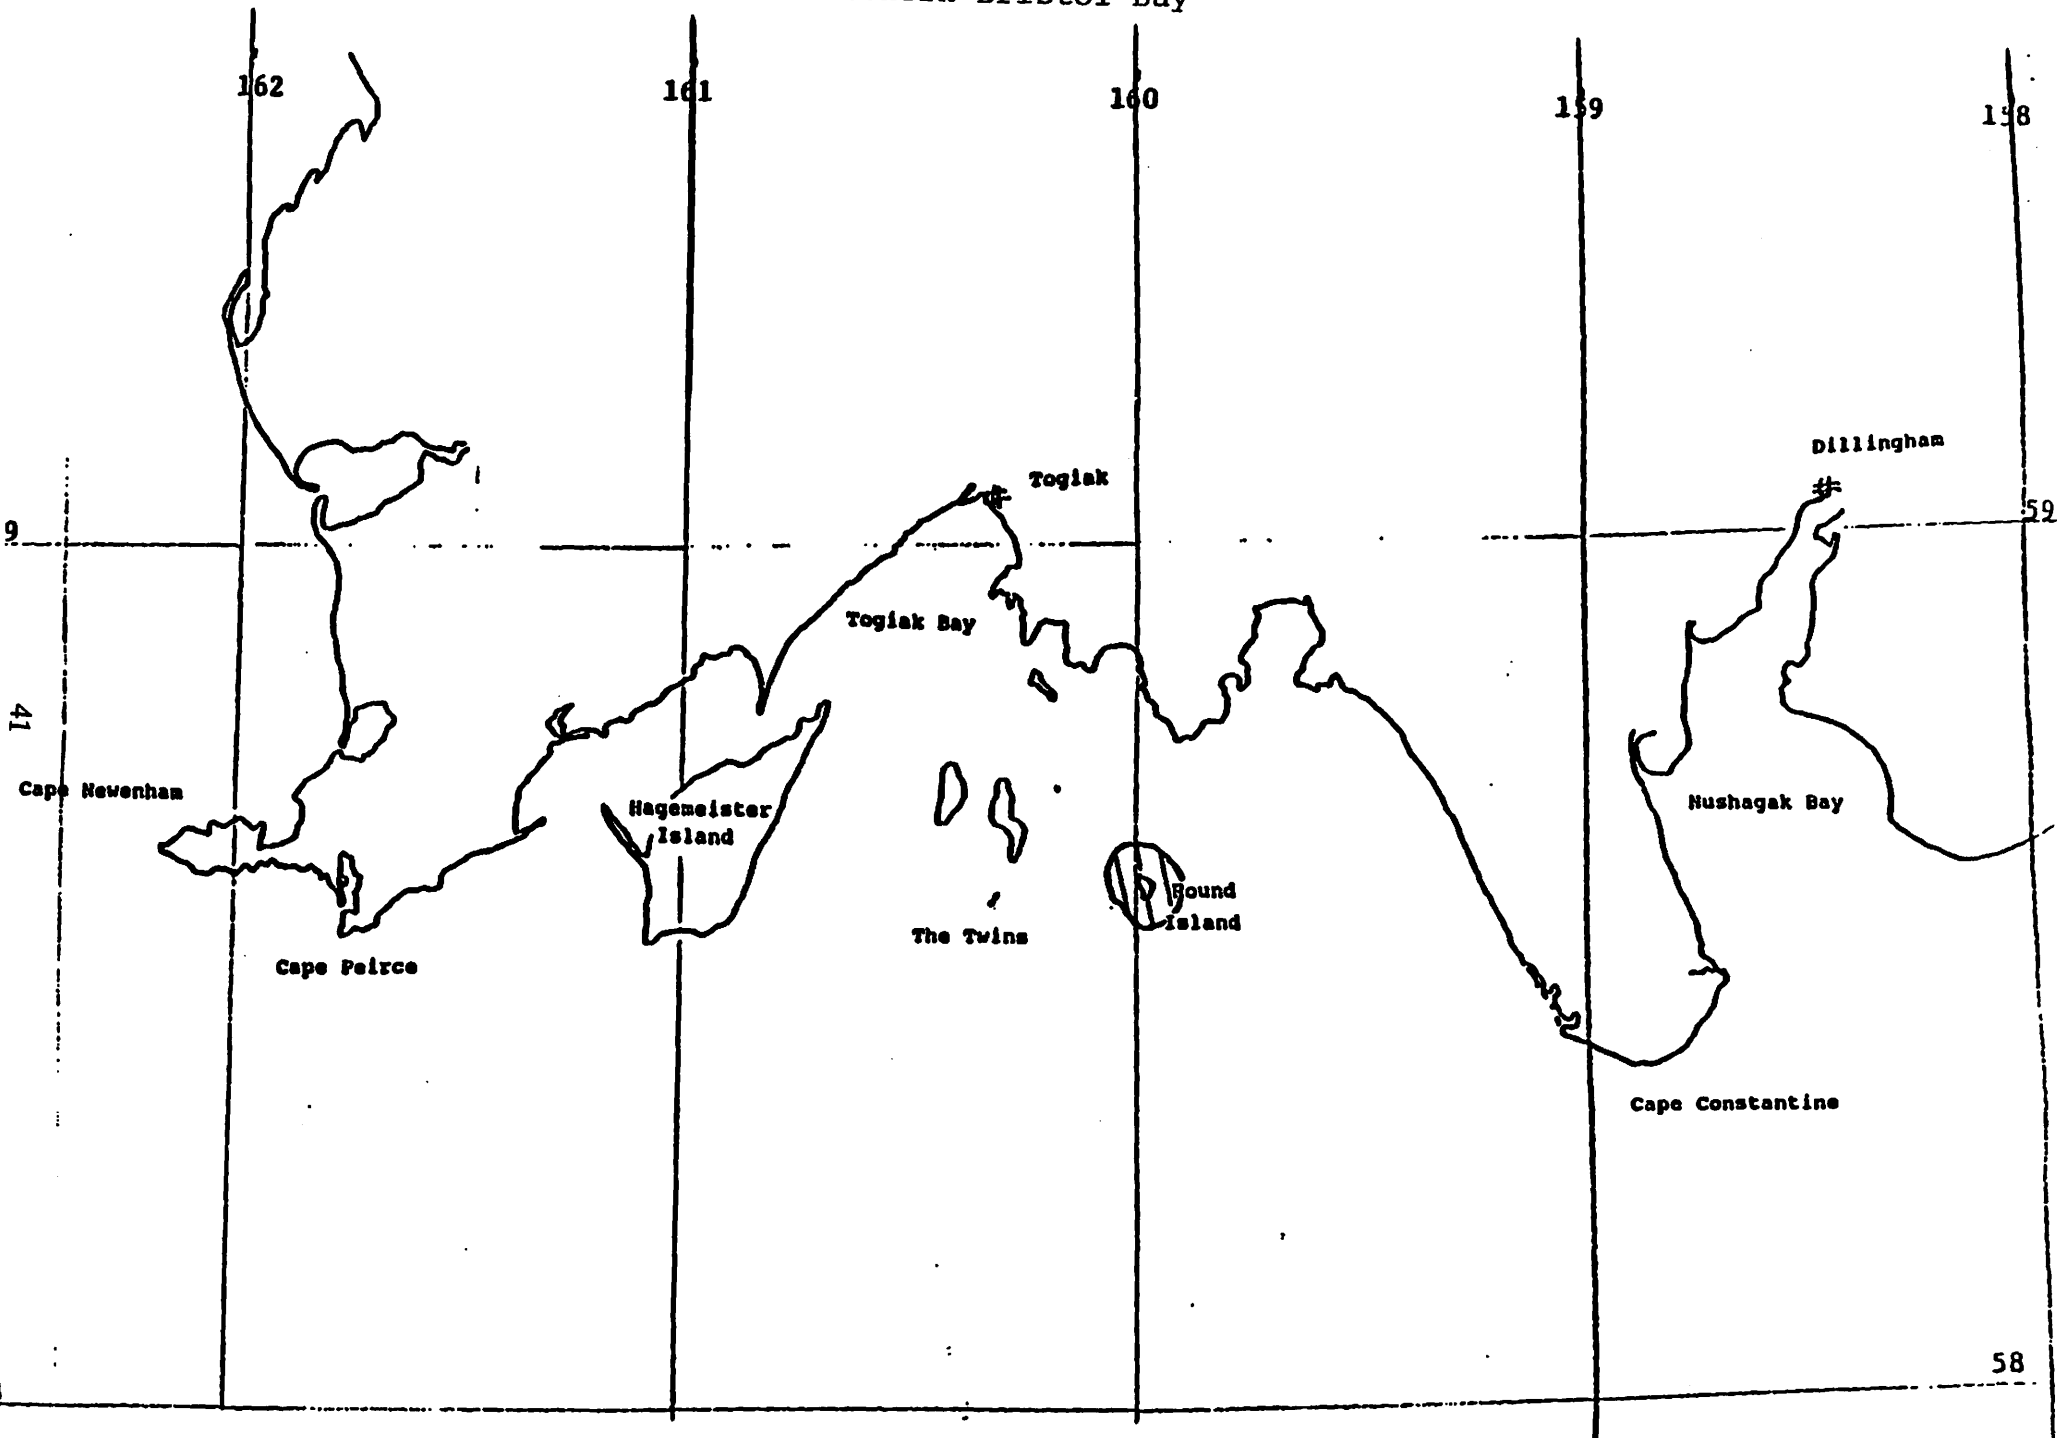 Bristol Bay
162
161
160
159
158
Dillingham
Togiak
59
9
Togiak Bay
41
Cape Newenham
Hagemeister
Island
Nushagak Bay
Round
Island
The Twins
Cape Peirce
Cape Constantine
58